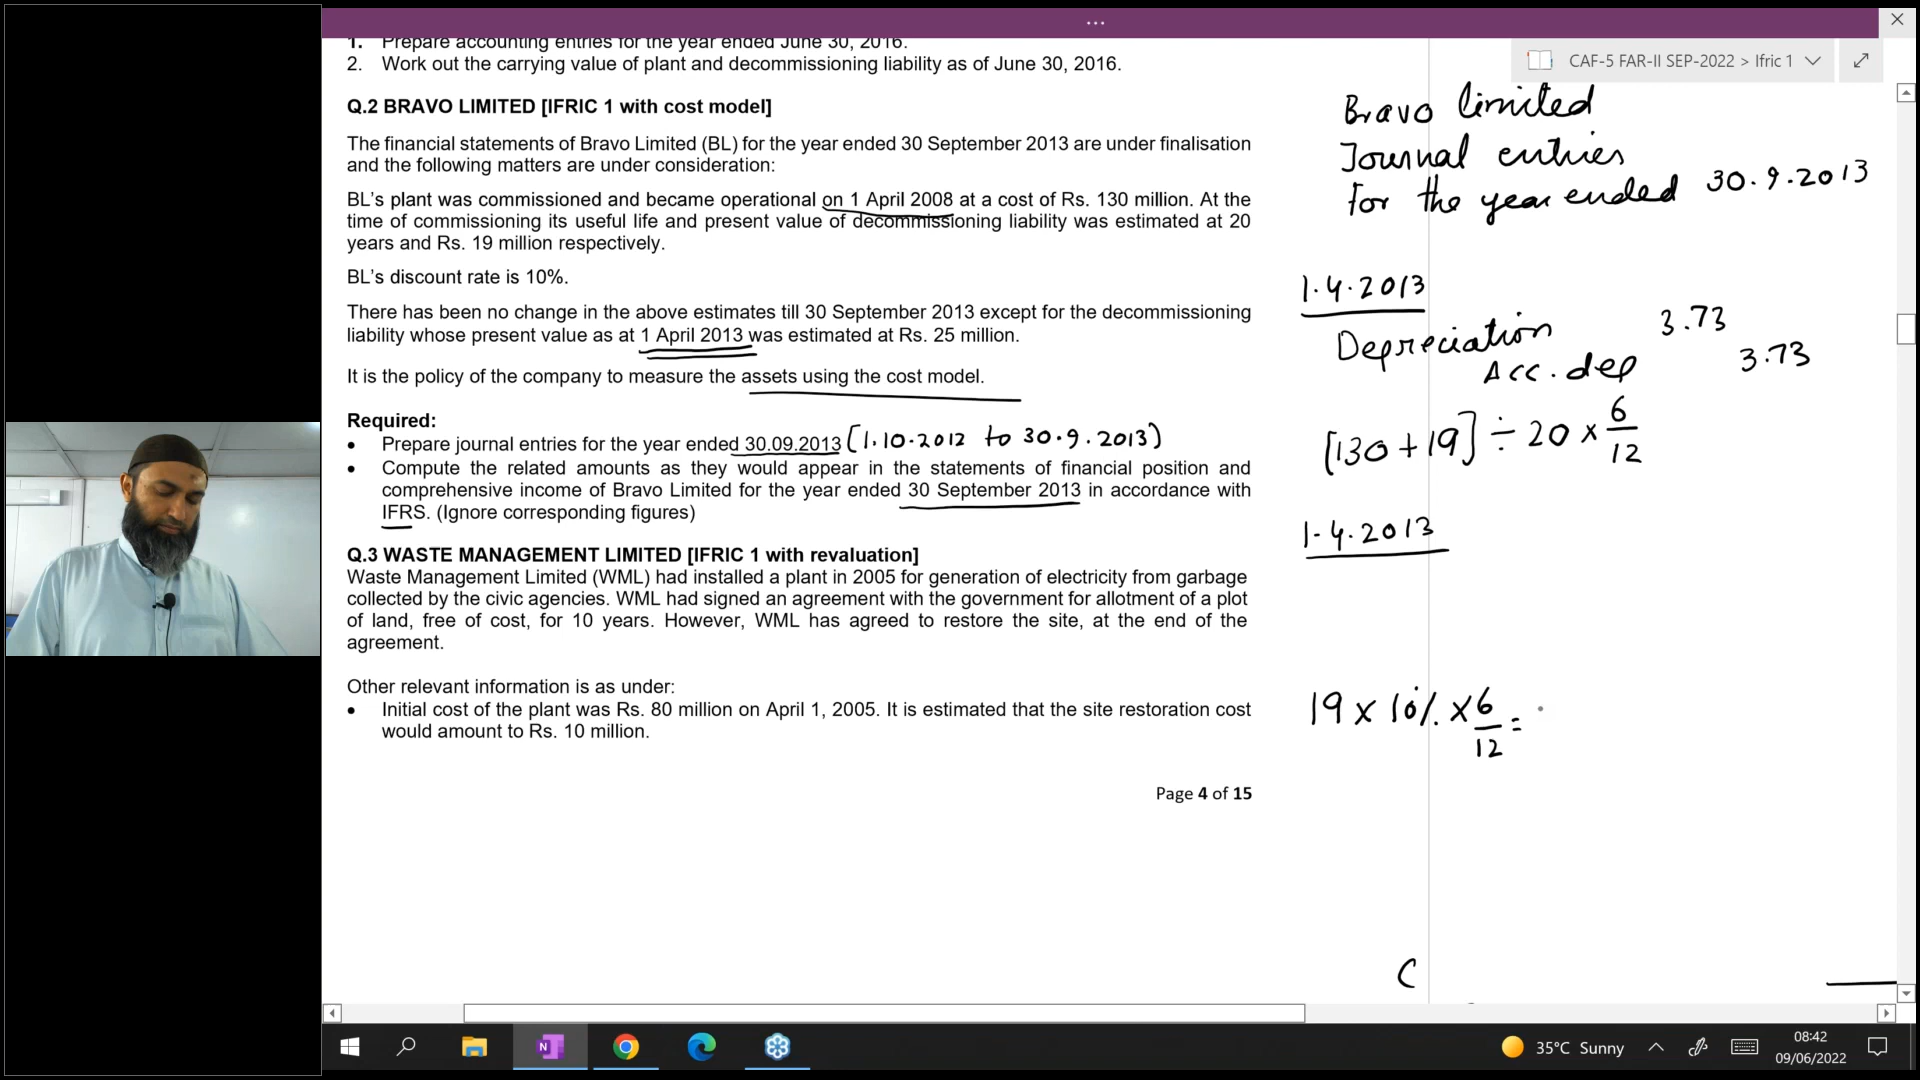 ...
CAF-5 FAR-II SEP-2022 > Ifric 1
1. Prepare accounting entries for the year ended June 30, 2016.
2. Work out the carrying value of plant and decommissioning liability as of June 30, 2016.
Q.2 BRAVO LIMITED [IFRIC 1 with cost model]
The financial statements of Bravo Limited (BL) for the year ended 30 September 2013 are under finalisation
and the following matters are under consideration:
BL's plant was commissioned and became operational on 1 April 2008 at a cost of Rs. 130 million. At the
time of commissioning its useful life and present value of decommissioning liability was estimated at 20
years and Rs. 19 million respectively.
BL's discount rate is 10%.
There has been no change in the above estimates till 30 September 2013 except for the decommissioning
liability whose present value as at 1 April 2013 was estimated at Rs. 25 million.
It is the policy of the company to measure the assets using the cost model.
Required:
• Prepare journal entries for the year ended 30.09.2013 (1.10.2012 to 30.9.2013)
• Compute the related amounts as they would appear in the statements of financial position and
comprehensive income of Bravo Limited for the year ended 30 September 2013 in accordance with
IFRS. (Ignore corresponding figures)
Q.3 WASTE MANAGEMENT LIMITED [IFRIC 1 with revaluation]
Waste Management Limited (WML) had installed a plant in 2005 for generation of electricity from garbage
collected by the civic agencies. WML had signed an agreement with the government for allotment of a plot
of land, free of cost, for 10 years. However, WML has agreed to restore the site, at the end of the
agreement.
Other relevant information is as under:
• Initial cost of the plant was Rs. 80 million on April 1, 2005. It is estimated that the site restoration cost
would amount to Rs. 10 million.
Page 4 of 15
Bravo limited
Journal entries
For the year ended 30.9.2013
1.4.2013
Depreciation 3.73
Acc.dep 3.73
[130+19] ÷ 20 × 6/12
1.4.2013
19 × 10% × 6/12 =
C
35°C Sunny
08:42
09/06/2022